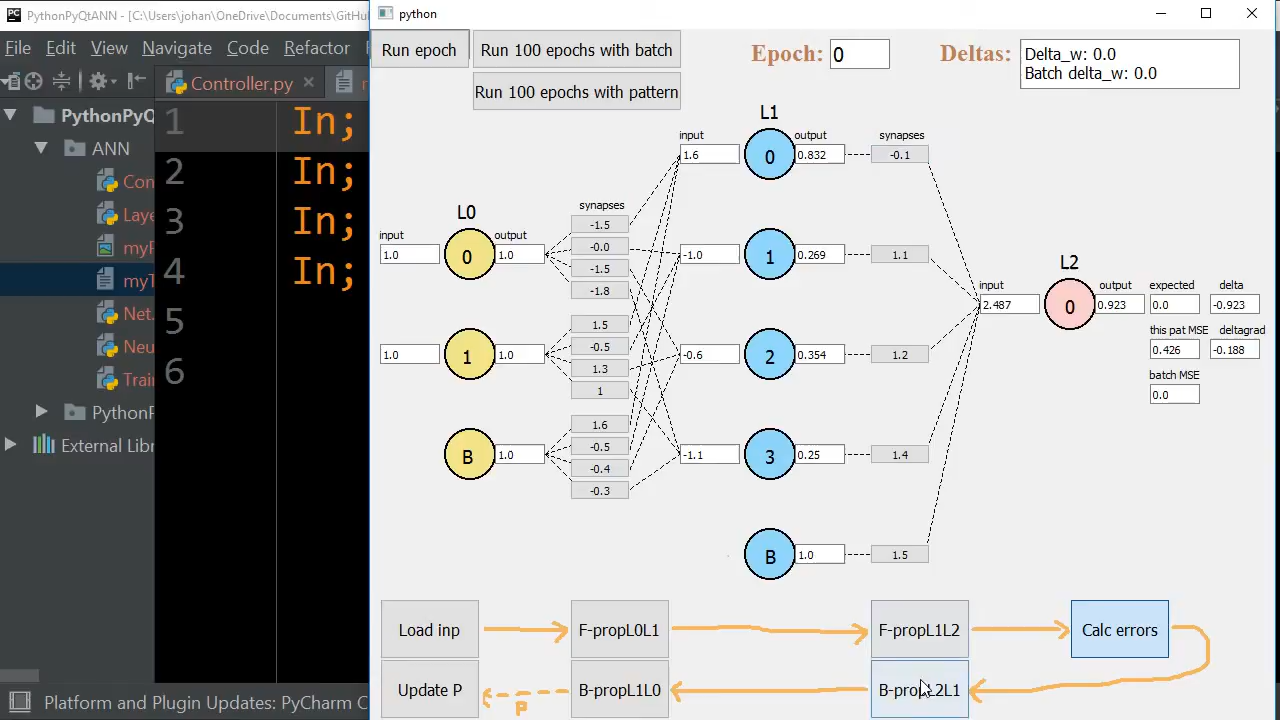 PythonPyQtANN - [C:\Users\johan\OneDrive\Documents\GitHu
python
File Edit View Navigate Code Refactor
Run epoch
Run 100 epochs with batch
Run 100 epochs with pattern
Epoch: 0
Deltas:
Delta_w: 0.0
Batch delta_w: 0.0
Controller.py
PythonPyQ
ANN
Con
Laye
myF
myT
Net.
Neu
Train
PythonP
External Libr
1 In;
2 In;
3 In;
4 In;
5
6
L1
input
output
synapses
1.6
0
0.832
-0.1
L0
synapses
input
output
-1.5
-0.0
-1.5
-1.8
1.0
0
1.0
-1.0
1
0.269
1.1
L2
input
output
expected
delta
2.487
0
0.923
0.0
-0.923
this pat MSE
deltagrad
0.426
-0.188
batch MSE
0.0
1.5
-0.5
1.3
1
1.0
1
1.0
-0.6
2
0.354
1.2
1.6
-0.5
-0.4
-0.3
B
1.0
-1.1
3
0.25
1.4
B
1.0
1.5
Load inp
F-propL0L1
F-propL1L2
Calc errors
Update P
P
B-propL1L0
B-propL2L1
Platform and Plugin Updates: PyCharm C